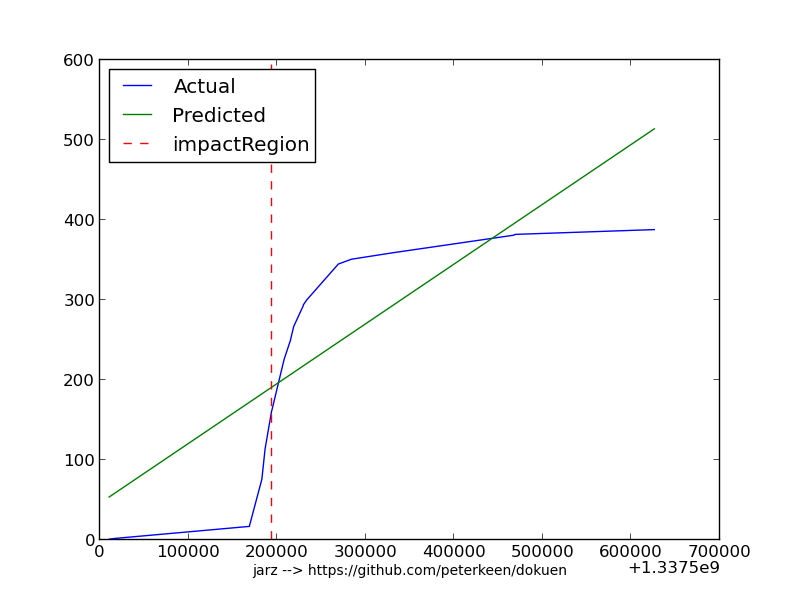 600
500
400
300
200
100
0
Actual
Predicted
impactRegion
0 100000 200000 300000 400000 500000 600000 700000
jarz --> https://github.com/peterkeen/dokuen +1.3375e9